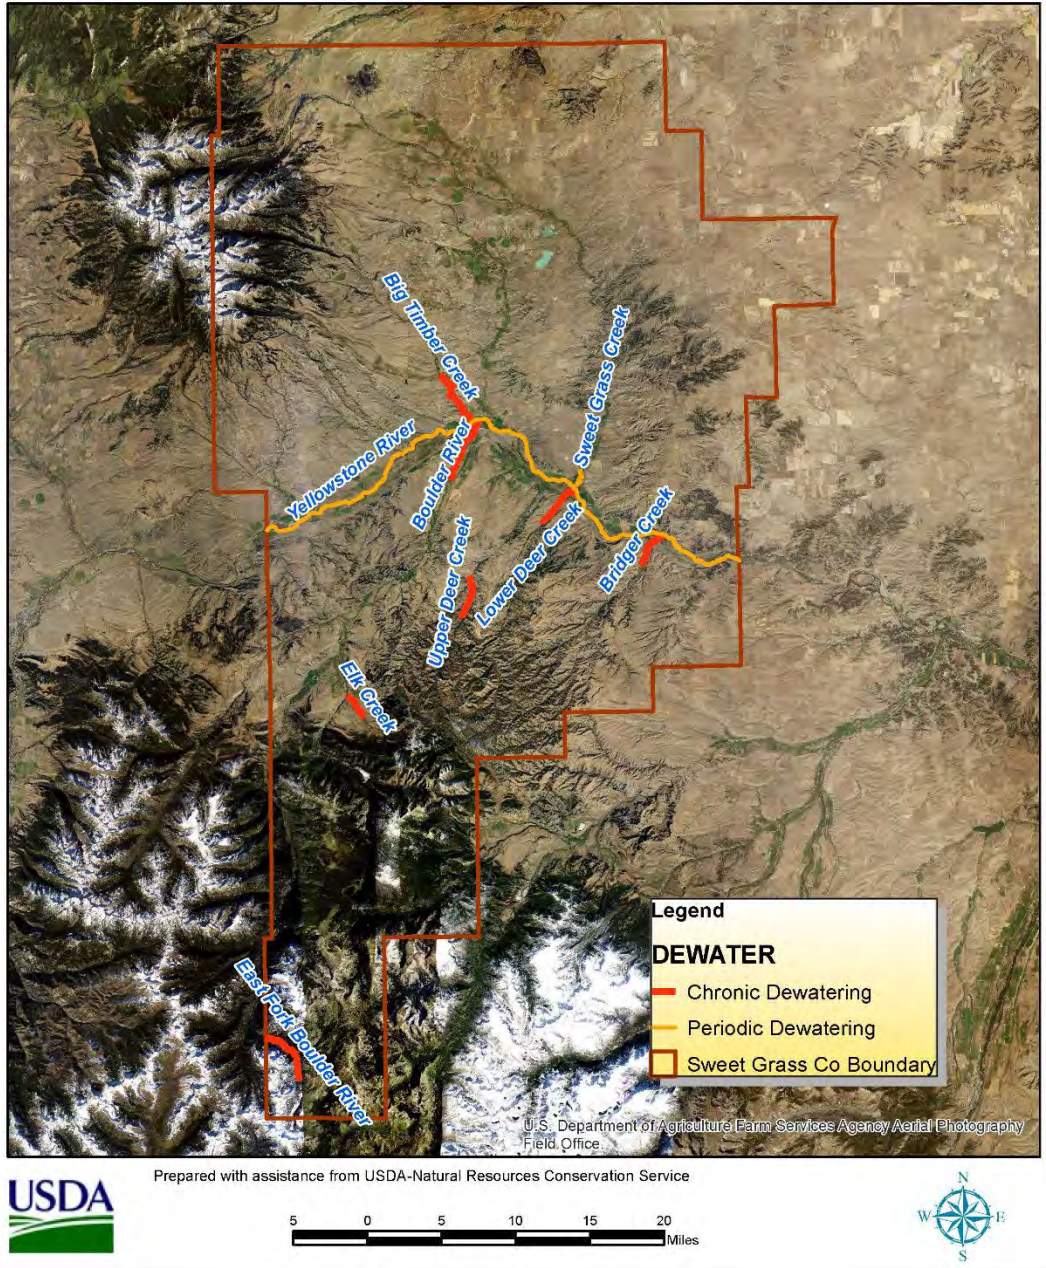 Big Timber Creek
Sweet Grass Creek
Yellowstone River
Boulder River
Upper Deer Creek
Lower Deer Creek
Bridger Creek
Elk Creek
East Fork Boulder River
Legend
DEWATER
Chronic Dewatering
Periodic Dewatering
Sweet Grass Co Boundary
U.S. Department of Agriculture Farm Services Agency Aerial Photography
Field Office
USDA
Prepared with assistance from USDA-Natural Resources Conservation Service
5 0 5 10 15 20
Miles
N
W E
S